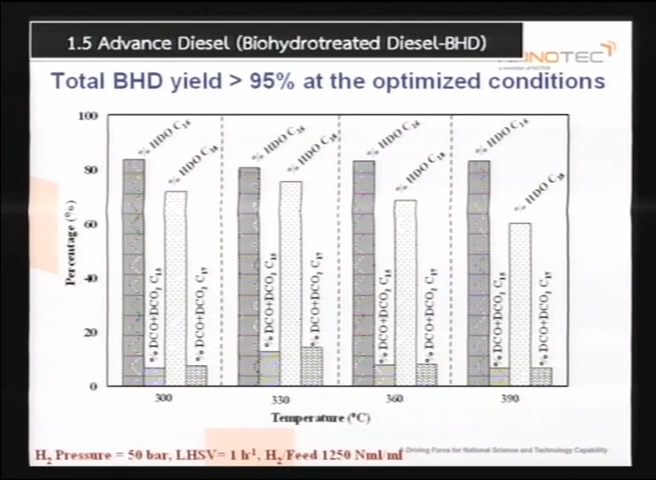 1.5 Advance Diesel (Biohydrotreated Diesel-BHD)
NOTEC
a member of NSTDA
Total BHD yield > 95% at the optimized conditions
100
80
60
40
20
0
Percentage (%)
% HDO C16
% DCO+DCO2 C15
% HDO C18
% DCO+DCO2 C17
% HDO C16
% DCO+DCO2 C15
% HDO C18
% DCO+DCO2 C17
% HDO C16
% DCO+DCO2 C15
% HDO C18
% DCO+DCO2 C17
% HDO C16
% DCO+DCO2 C15
% HDO C18
% DCO+DCO2 C17
300
330
360
390
Temperature (°C)
H2 Pressure = 50 bar, LHSV= 1 h-1, H2/Feed 1250 Nml/ml
Driving Force for National Science and Technology Capability